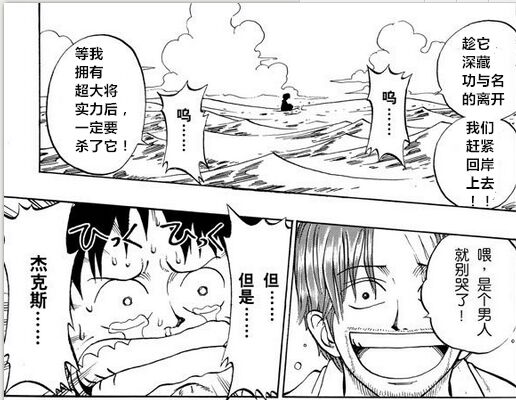 趁它
深藏
功与名
的离开
我们
赶紧
回岸
上去
！！
呜……
呜……
等我
拥有
超大将
实力后，
一定要
杀了它！
喂，是个男人
就别哭了！
但……
但是……
ひっく
ひっく
杰克斯……